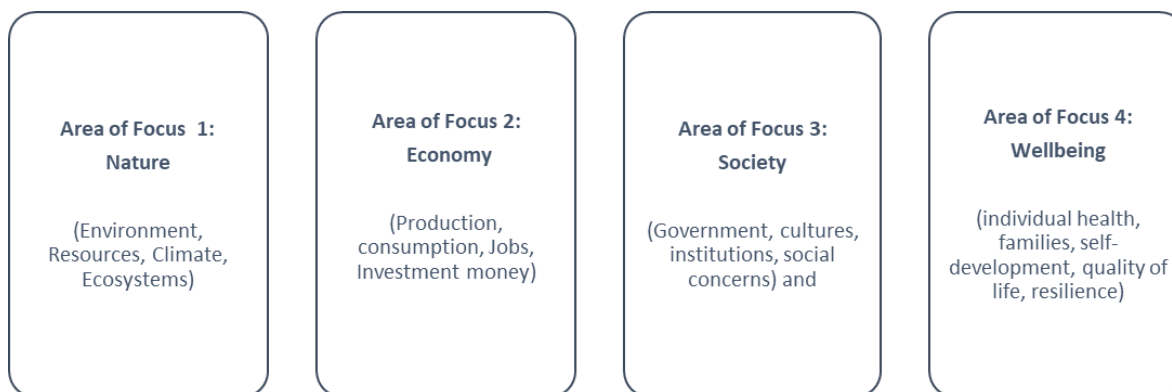 Area of Focus 1:
Nature
(Environment,
Resources, Climate,
Ecosystems)
Area of Focus 2:
Economy
(Production,
consumption, Jobs,
Investment money)
Area of Focus 3:
Society
(Government, cultures,
institutions, social
concerns) and
Area of Focus 4:
Wellbeing
(individual health,
families, self-
development, quality of
life, resilience)